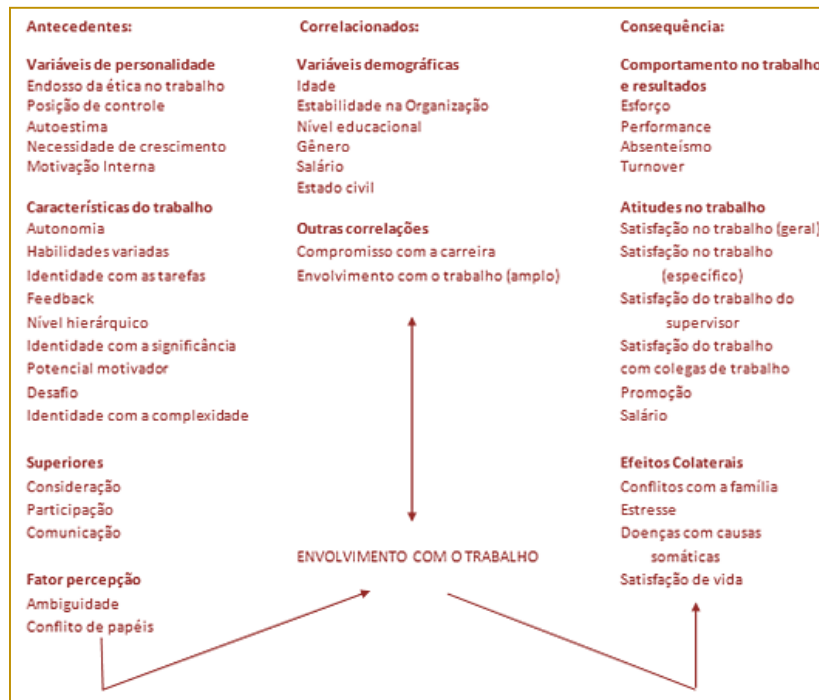 Antecedentes:
Variáveis de personalidade
Endosso da ética no trabalho
Posição de controle
Autoestima
Necessidade de crescimento
Motivação Interna
Características do trabalho
Autonomia
Habilidades variadas
Identidade com as tarefas
Feedback
Nível hierárquico
Identidade com a significância
Potencial motivador
Desafio
Identidade com a complexidade
Superiores
Consideração
Participação
Comunicação
Fator percepção
Ambiguidade
Conflito de papéis
Correlacionados:
Variáveis demográficas
Idade
Estabilidade na Organização
Nível educacional
Gênero
Salário
Estado civil
Outras correlações
Compromisso com a carreira
Envolvimento com o trabalho (amplo)
ENVOLVIMENTO COM O TRABALHO
Consequência:
Comportamento no trabalho
e resultados
Esforço
Performance
Absenteísmo
Turnover
Atitudes no trabalho
Satisfação no trabalho (geral)
Satisfação no trabalho
(específico)
Satisfação do trabalho do
supervisor
Satisfação do trabalho
com colegas de trabalho
Promoção
Salário
Efeitos Colaterais
Conflitos com a família
Estresse
Doenças com causas
somáticas
Satisfação de vida